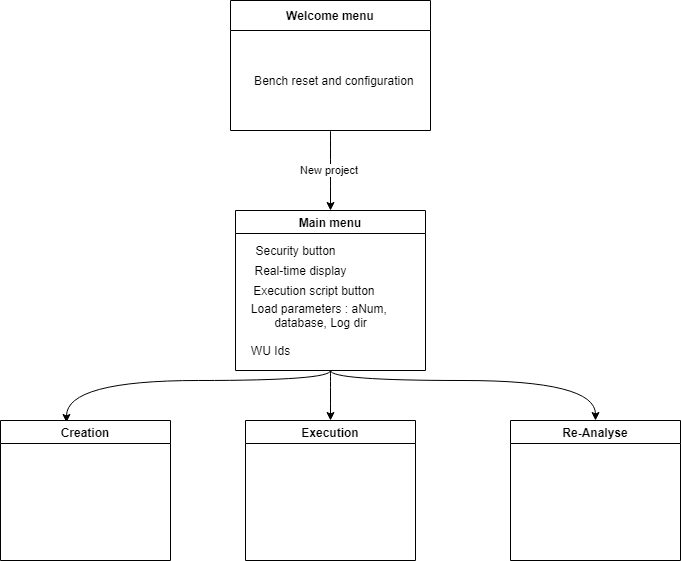 Welcome menu
Bench reset and configuration
New project
Main menu
Security button
Real-time display
Execution script button
Load parameters : aNum,
database, Log dir
WU Ids
Creation
Execution
Re-Analyse